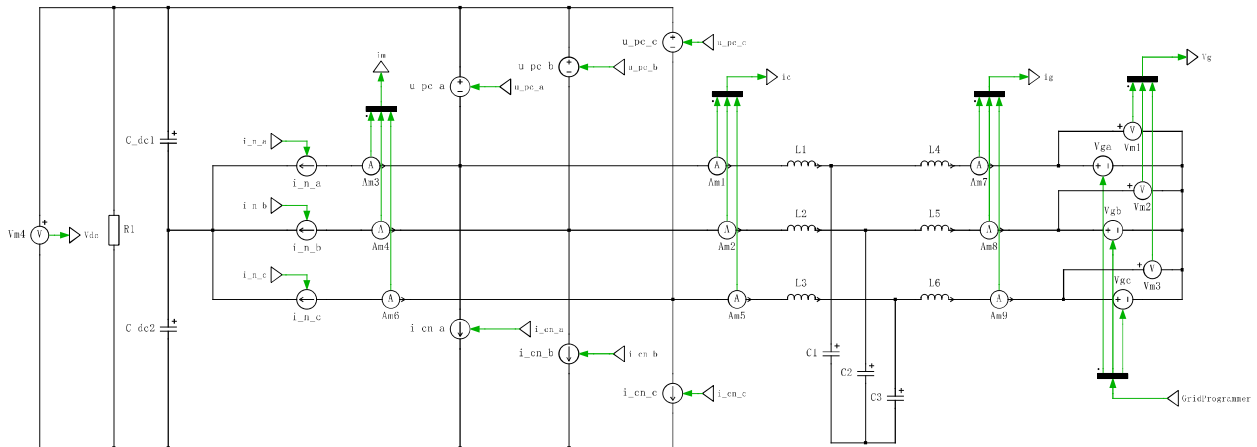 u_pc_c
u_pc_c
im
Vg
u_pc_b
u_pc_b
ic
ig
u_pc_a
u_pc_a
C_dc1
i_n_a
L1
L4
Vm1
Vga
i_n_a
Am3
Am1
Am7
Vm2
i_n_b
L2
L5
Vgb
Vm4
Vdc
R1
i_n_b
Am4
Am2
Am8
i_n_c
Vm3
L3
L6
Vgc
i_n_c
Am6
Am5
Am9
C_dc2
i_cn_a
i_cn_a
i_cn_b
i_cn_b
C1
C2
i_cn_c
i_cn_c
C3
GridProgrammer